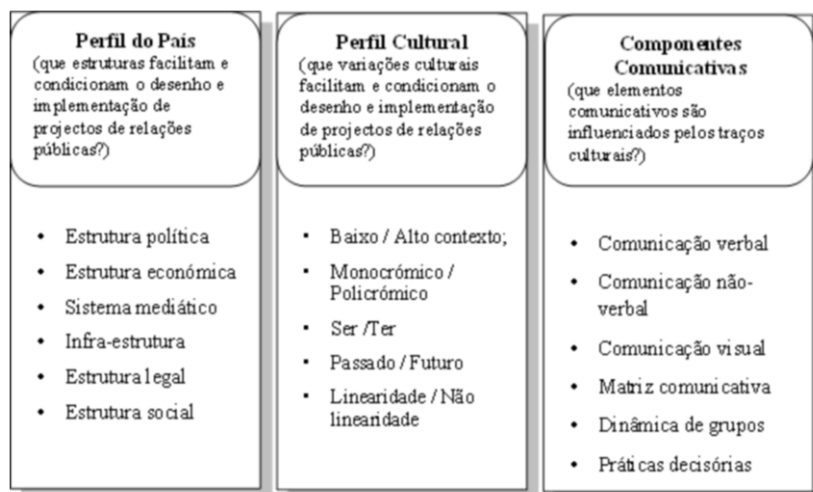 Perfil do País
(que estruturas facilitam e
condicionam o desenho e
implementação de
projectos de relações
públicas?)
• Estrutura política
• Estrutura económica
• Sistema mediático
• Infra-estrutura
• Estrutura legal
• Estrutura social
Perfil Cultural
(que variações culturais
facilitam e condicionam o
desenho e implementação
de projectos de relações
públicas?)
• Baixo / Alto contexto;
• Monocrómico /
Policrómico
• Ser /Ter
• Passado / Futuro
• Linearidade / Não
linearidade
Componentes
Comunicativas
(que elementos
comunicativos são
influenciados pelos traços
culturais?)
• Comunicação verbal
• Comunicação não-
verbal
• Comunicação visual
• Matriz comunicativa
• Dinâmica de grupos
• Práticas decisórias